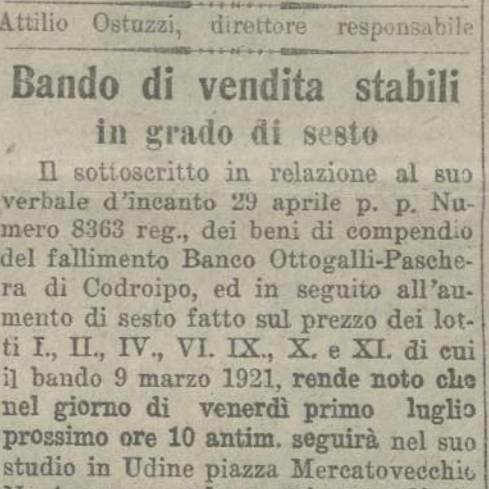 Attilio Ostuzzi, direttore responsabile
Bando di vendita stabili
in grado di sesto
Il sottoscritto in relazione al suo
verbale d'incanto 29 aprile p. p. Nu-
mero 8363 reg., dei beni di compendio
del fallimento Banco Ottogalli-Pasche-
ra di Codroipo, ed in seguito all'au-
mento di sesto fatto sul prezzo dei lot-
ti I., II., IV., VI. IX., X. e XI. di cui
il bando 9 marzo 1921, rende noto che
nel giorno di venerdì primo luglio
prossimo ore 10 antim. seguirà nel suo
studio in Udine piazza Mercatovecchio